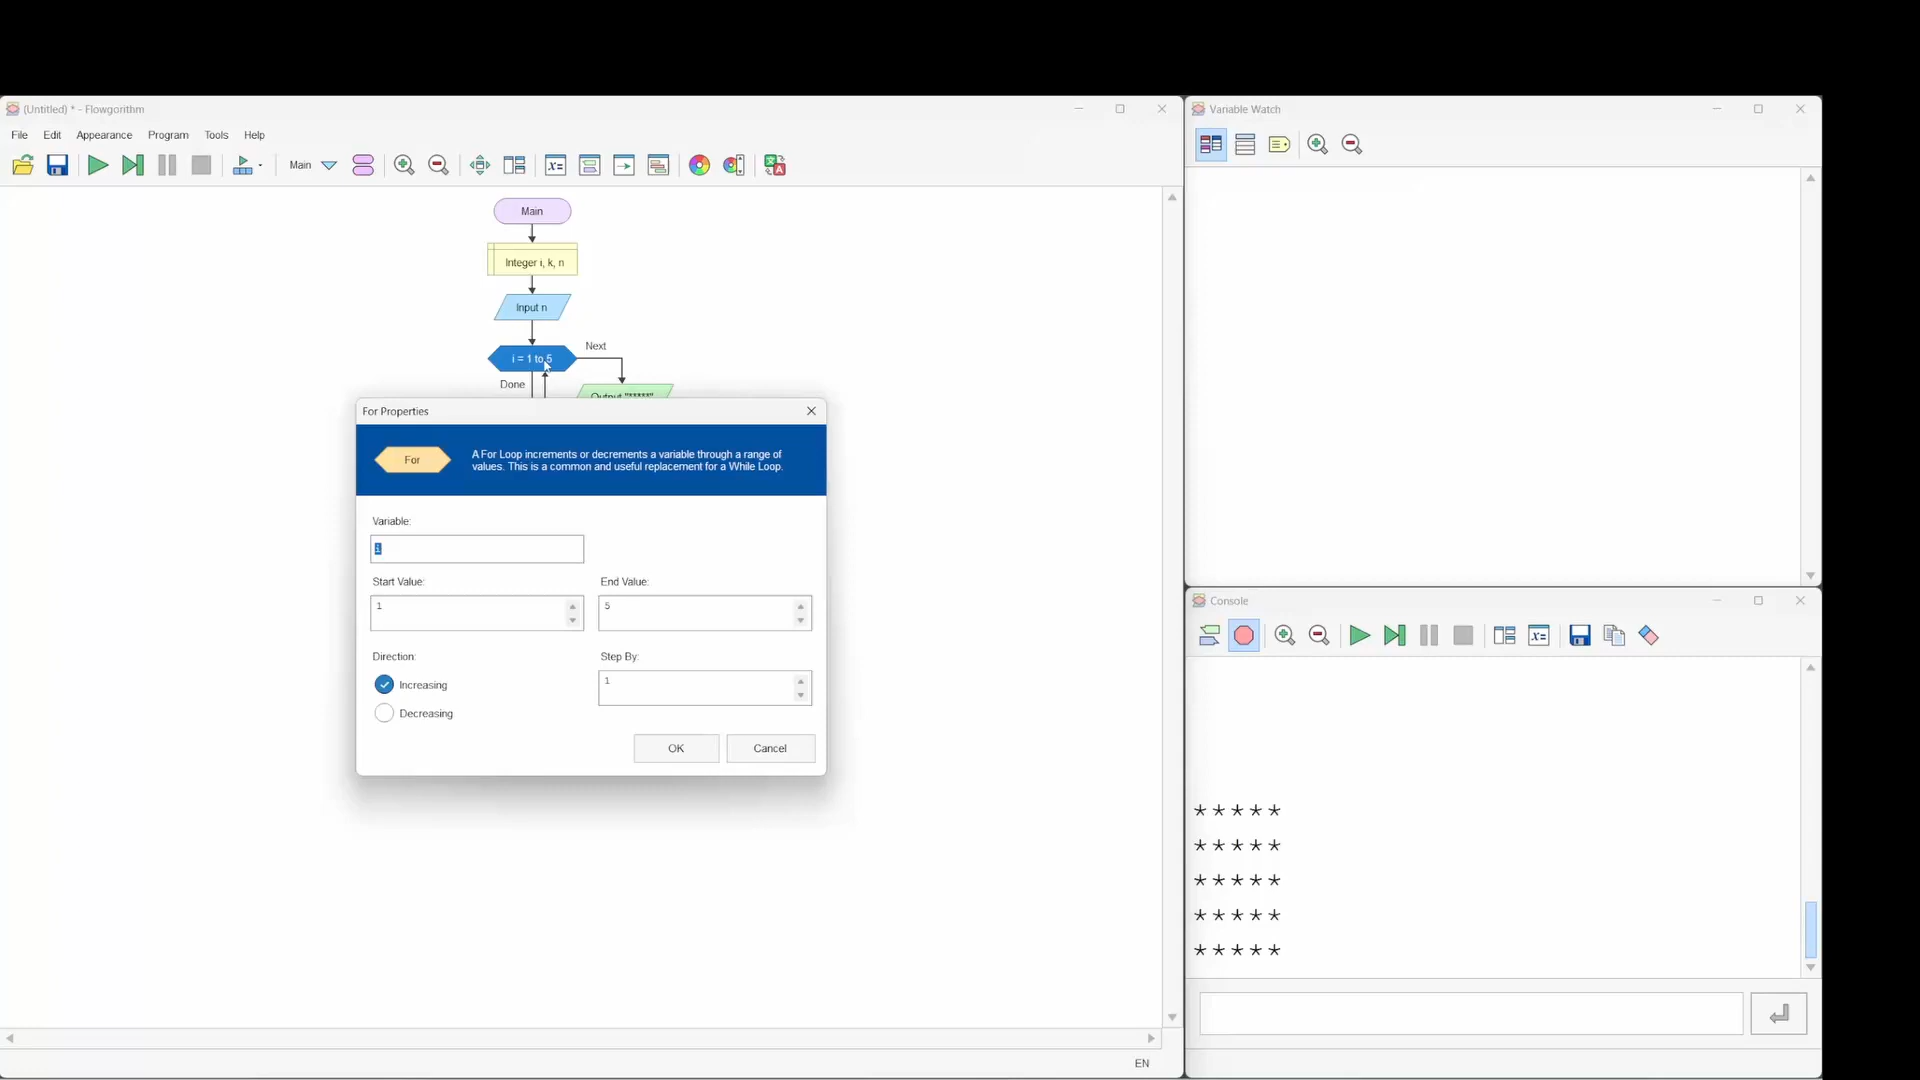 (Untitled) * - Flowgorithm
File Edit Appearance Program Tools Help
Main
Main
Integer i, k, n
Input n
i = 1 to 5
Next
Done
Output "*****"
For Properties
For
A For Loop increments or decrements a variable through a range of
values. This is a common and useful replacement for a While Loop.
Variable:
i
Start Value:
End Value:
1
5
Direction:
Step By:
Increasing
1
Decreasing
OK
Cancel
EN
Variable Watch
x=
A
Console
x=
*****
*****
*****
*****
*****